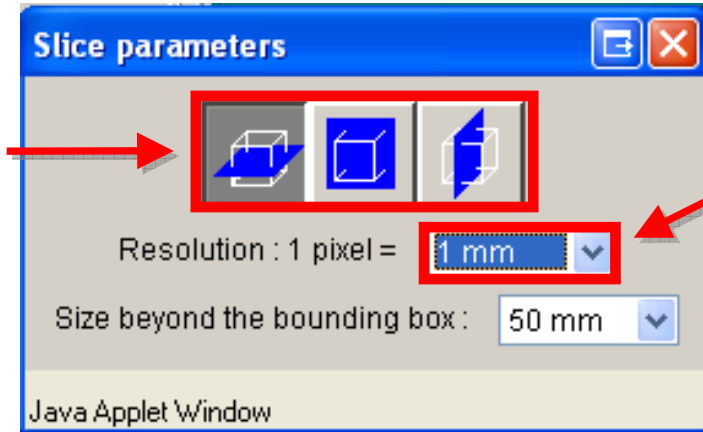 Slice parameters
Resolution : 1 pixel = 1 mm
Size beyond the bounding box : 50 mm
Java Applet Window